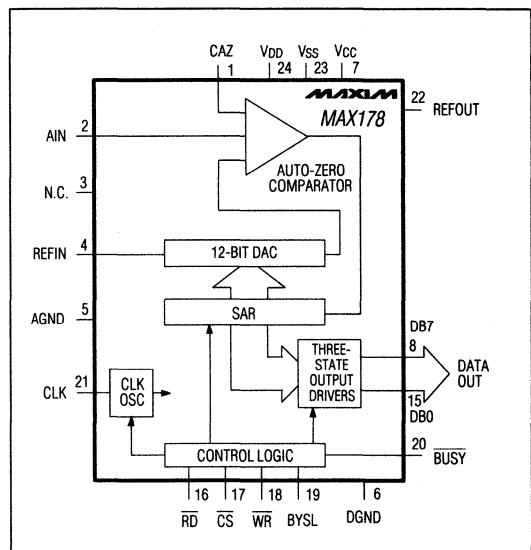 CAZ VDD VSS VCC
1 24 23 7
MAXIM
MAX178
22
REFOUT
2
AIN
AUTO-ZERO
COMPARATOR
3
N.C.
4
REFIN
12-BIT DAC
5
AGND
SAR
DB7
8
THREE-
STATE
OUTPUT
DRIVERS
DATA
OUT
15
DB0
21
CLK
CLK
OSC
20
BUSY
CONTROL LOGIC
16 17 18 19 6
RD CS WR BYSL DGND